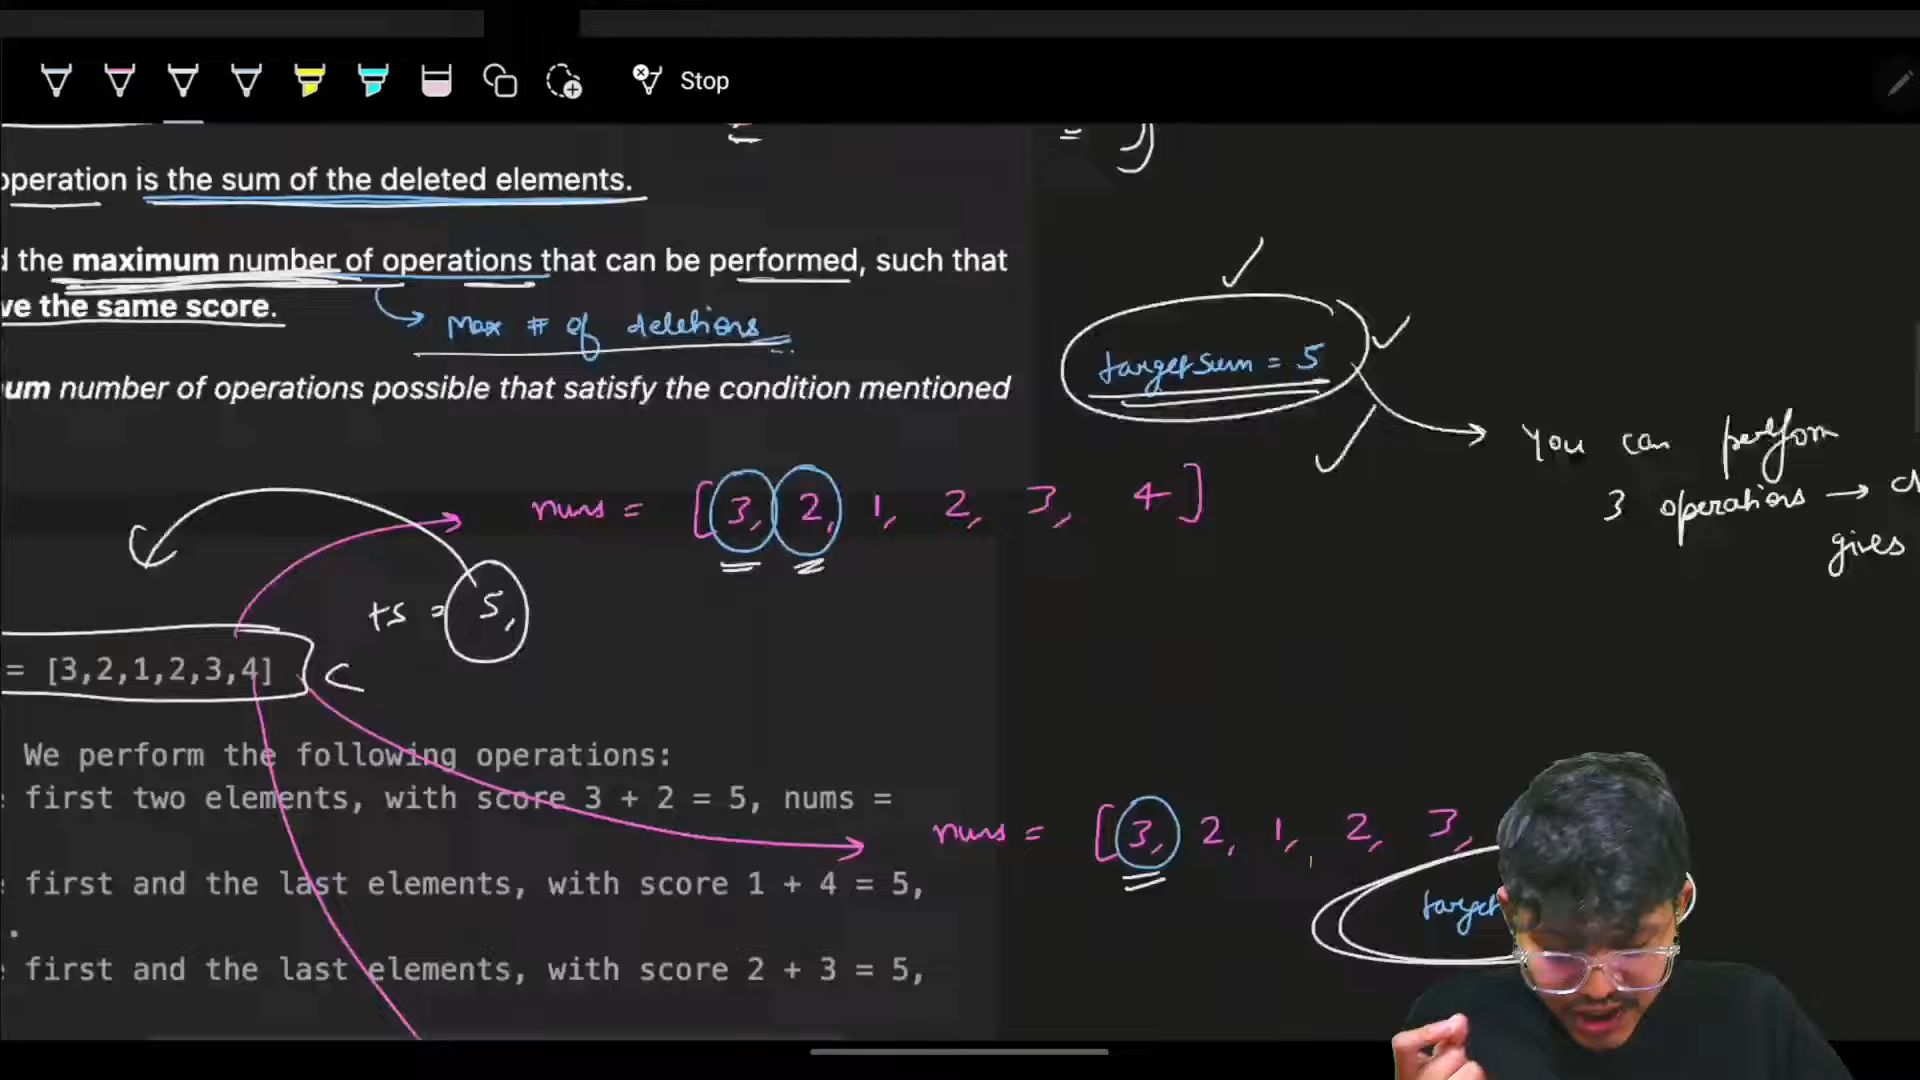 Stop
operation is the sum of the deleted elements.
the maximum number of operations that can be performed, such that
ve the same score.
Max # of deletions
um number of operations possible that satisfy the condition mentioned
targetSum = 5
You can perform
3 operations →
gives
nums = [3, 2, 1, 2, 3, 4]
ts = 5,
= [3,2,1,2,3,4]
We perform the following operations:
first two elements, with score 3 + 2 = 5, nums =
nums = [3, 2, 1, 2, 3,
first and the last elements, with score 1 + 4 = 5,
target
.
first and the last elements, with score 2 + 3 = 5,